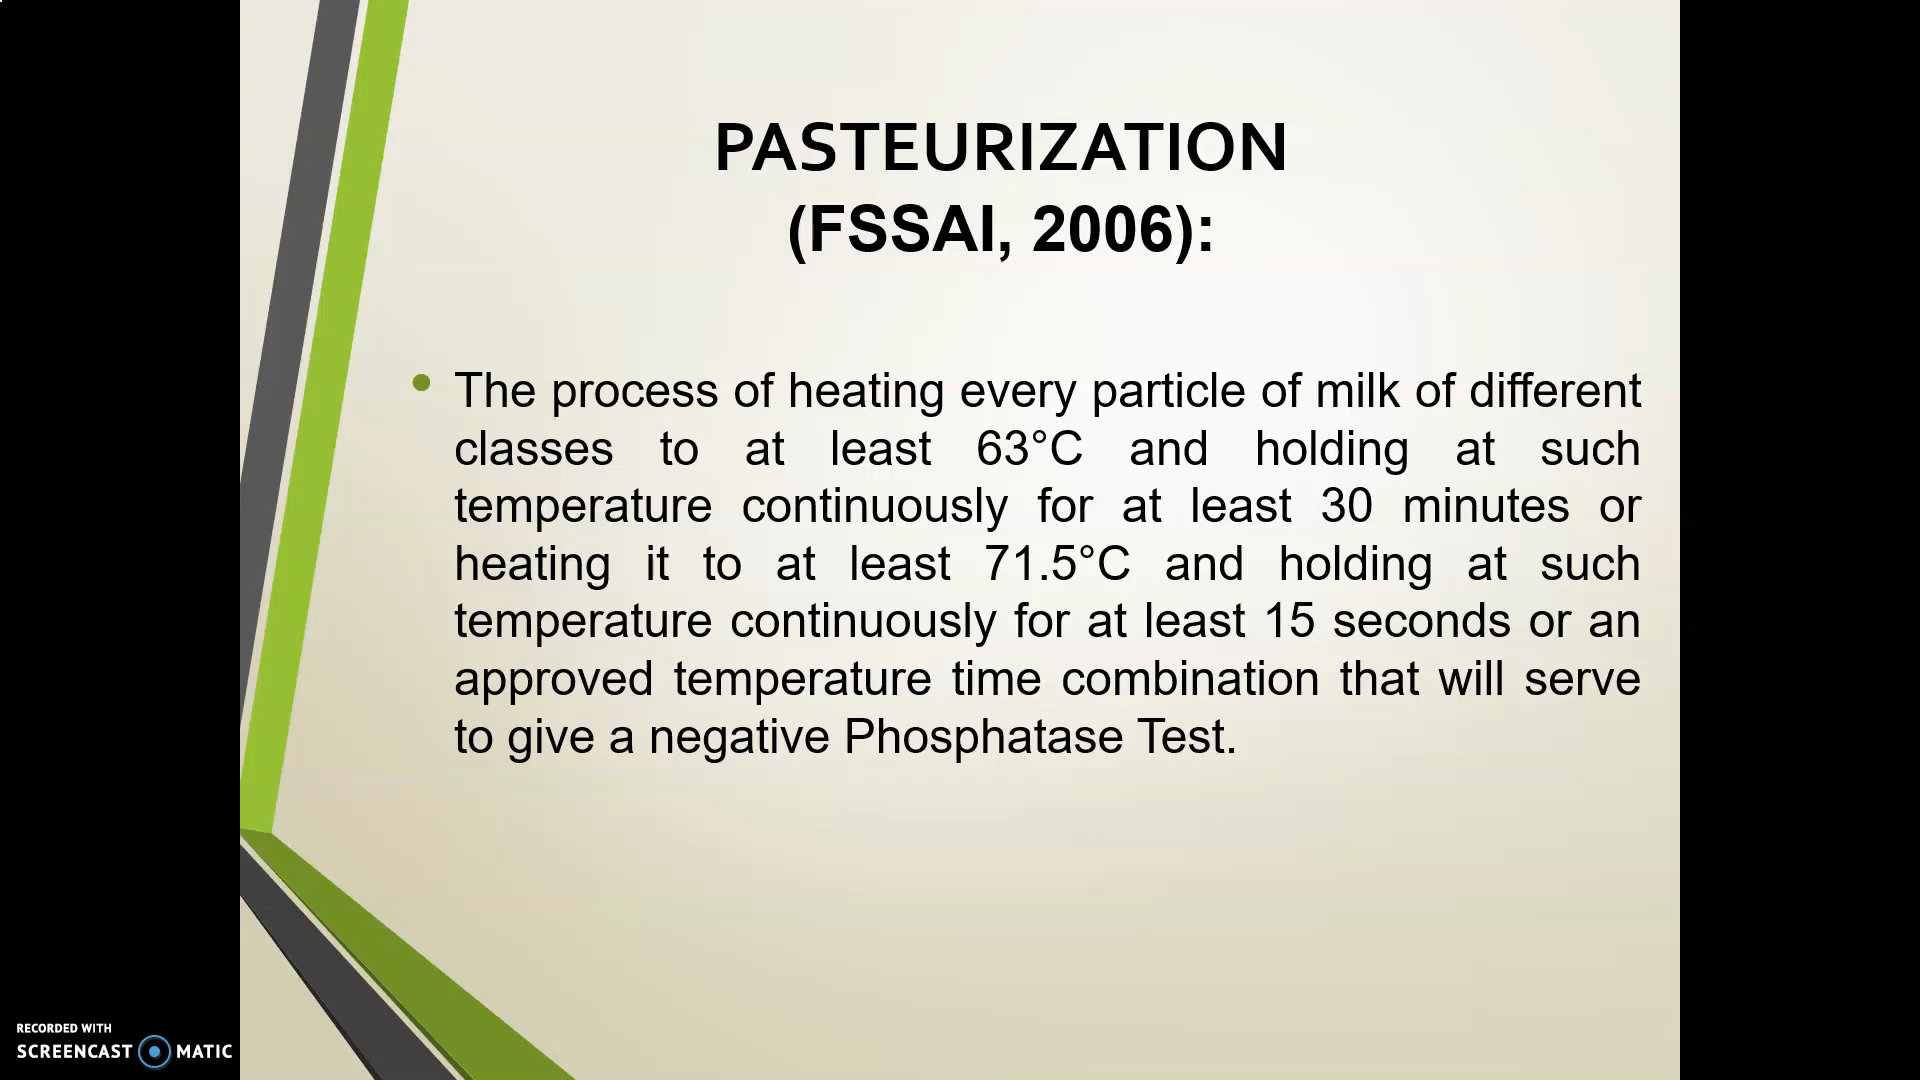 PASTEURIZATION
(FSSAI, 2006):
The process of heating every particle of milk of different
classes to at least 63°C and holding at such
temperature continuously for at least 30 minutes or
heating it to at least 71.5°C and holding at such
temperature continuously for at least 15 seconds or an
approved temperature time combination that will serve
to give a negative Phosphatase Test.
RECORDED WITH
SCREENCAST MATIC